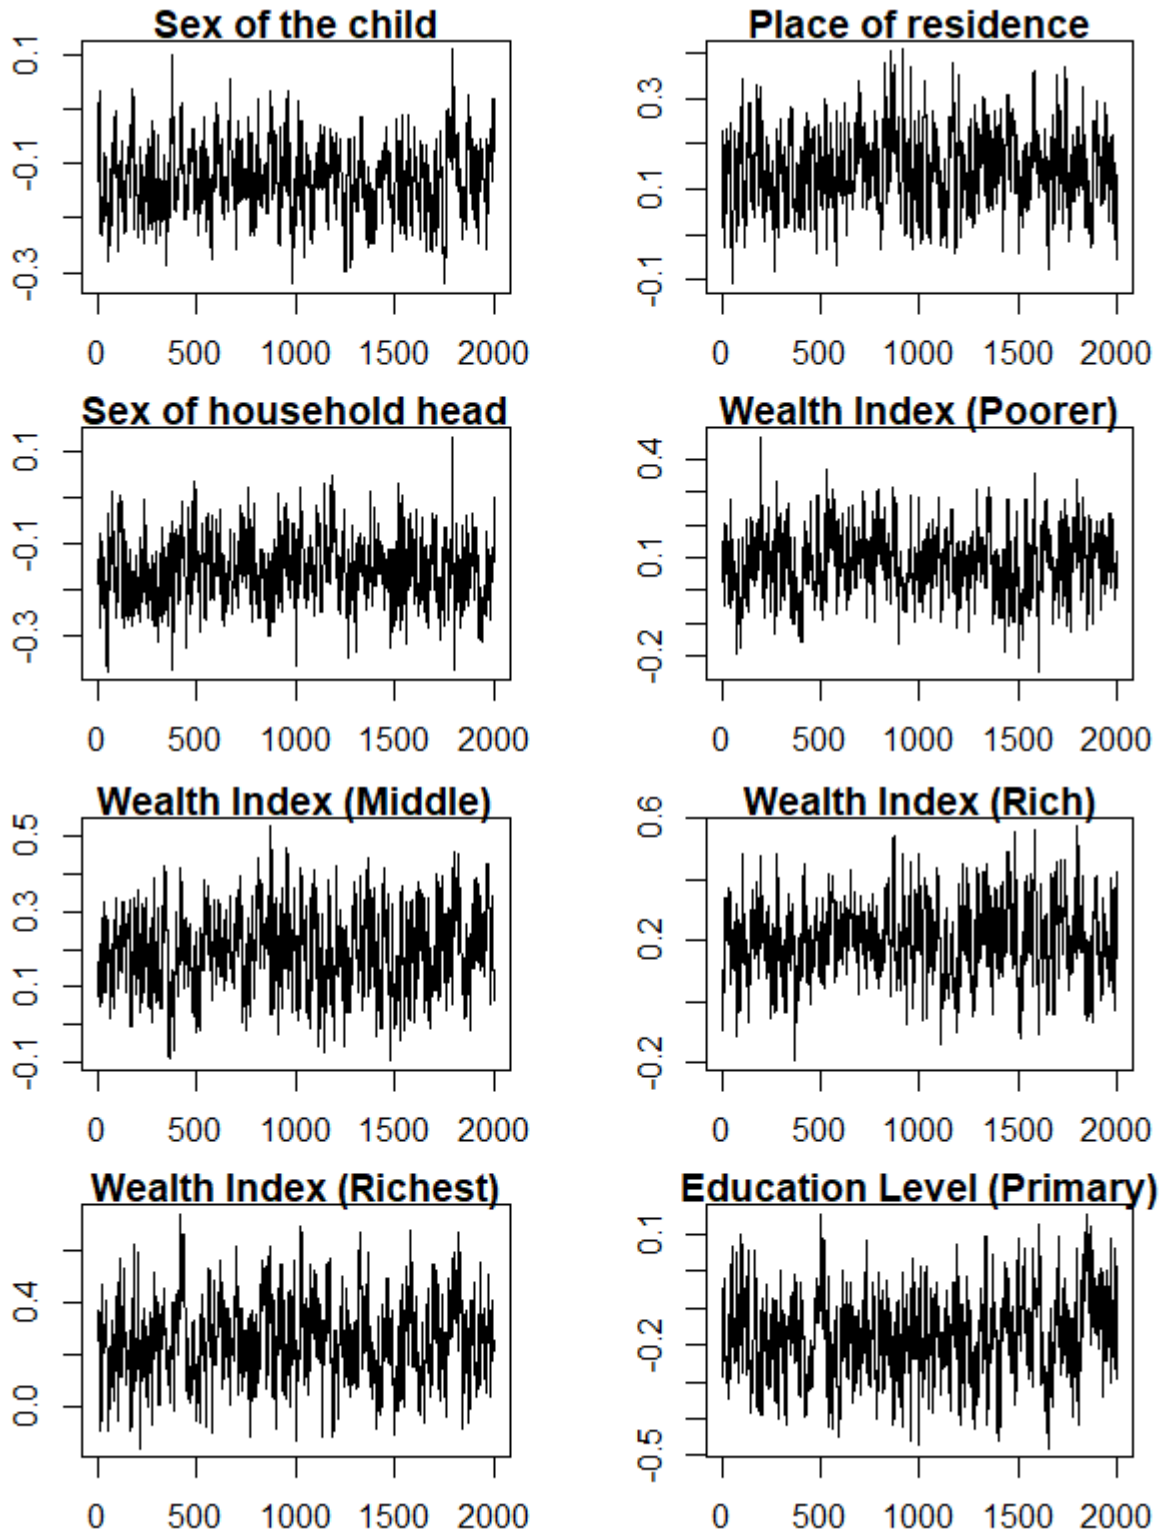 Sex of the child
0.1
-0.1
-0.3
0 500 1000 1500 2000
Place of residence
0.3
0.1
-0.1
0 500 1000 1500 2000
Sex of household head
0.1
-0.1
-0.3
0 500 1000 1500 2000
Wealth Index (Poorer)
0.4
0.1
-0.2
0 500 1000 1500 2000
Wealth Index (Middle)
0.5
0.3
0.1
-0.1
0 500 1000 1500 2000
Wealth Index (Rich)
0.6
0.2
-0.2
0 500 1000 1500 2000
Wealth Index (Richest)
0.4
0.0
0 500 1000 1500 2000
Education Level (Primary)
0.1
-0.2
-0.5
0 500 1000 1500 2000